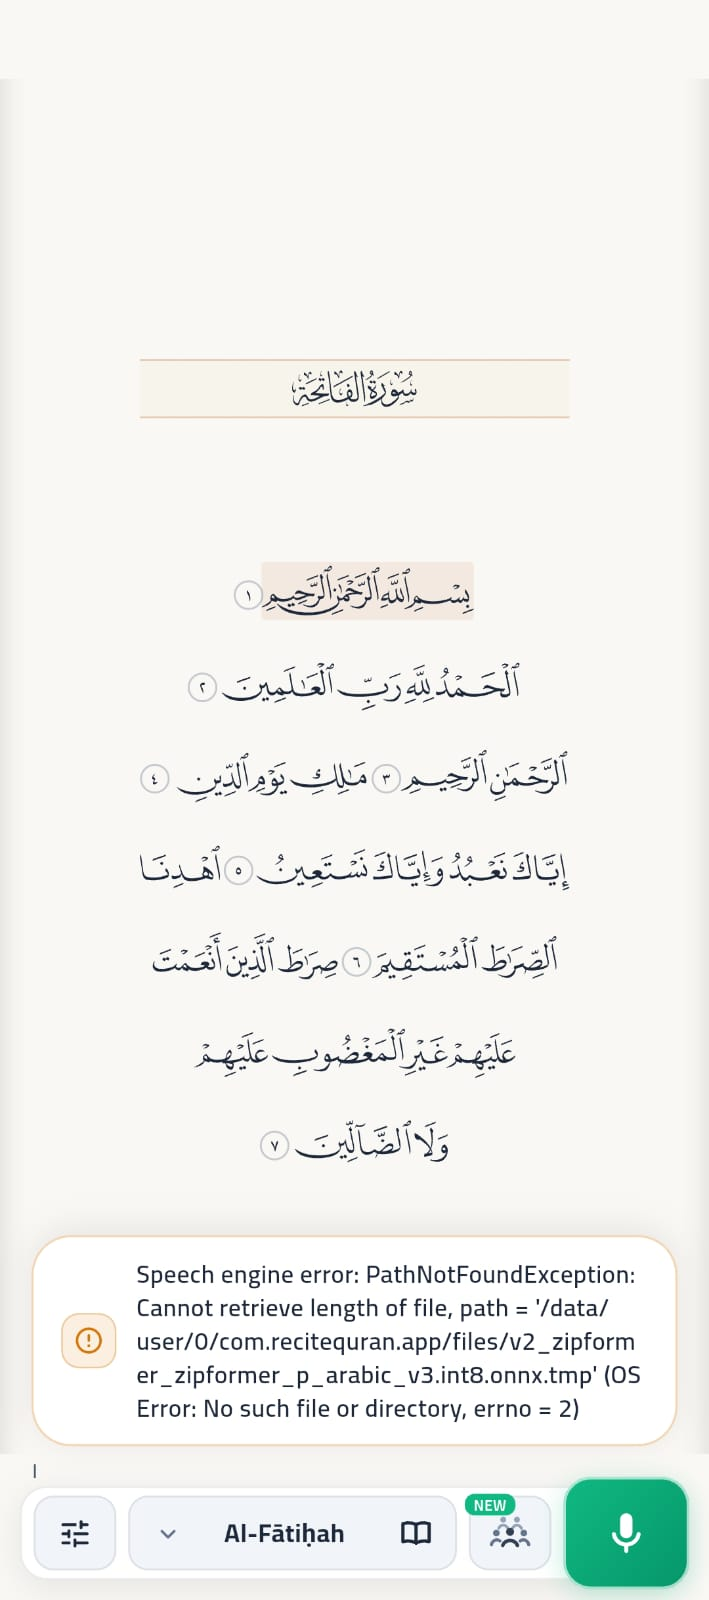 سُورَةُ الْفَاتِحَةِ
بِسْمِ ٱللَّهِ ٱلرَّحْمَٰنِ ٱلرَّحِيمِ ١
ٱلْحَمْدُ لِلَّهِ رَبِّ ٱلْعَٰلَمِينَ ٢
ٱلرَّحْمَٰنِ ٱلرَّحِيمِ ٣ مَٰلِكِ يَوْمِ ٱلدِّينِ ٤
إِيَّاكَ نَعْبُدُ وَإِيَّاكَ نَسْتَعِينُ ٥ ٱهْدِنَا
ٱلصِّرَٰطَ ٱلْمُسْتَقِيمَ ٦ صِرَٰطَ ٱلَّذِينَ أَنْعَمْتَ
عَلَيْهِمْ غَيْرِ ٱلْمَغْضُوبِ عَلَيْهِمْ
وَلَا ٱلضَّآلِّينَ ٧
Speech engine error: PathNotFoundException:
Cannot retrieve length of file, path = '/data/
user/0/com.recitequran.app/files/v2_zipform
er_zipformer_p_arabic_v3.int8.onnx.tmp' (OS
Error: No such file or directory, errno = 2)
NEW
Al-Fātiḥah